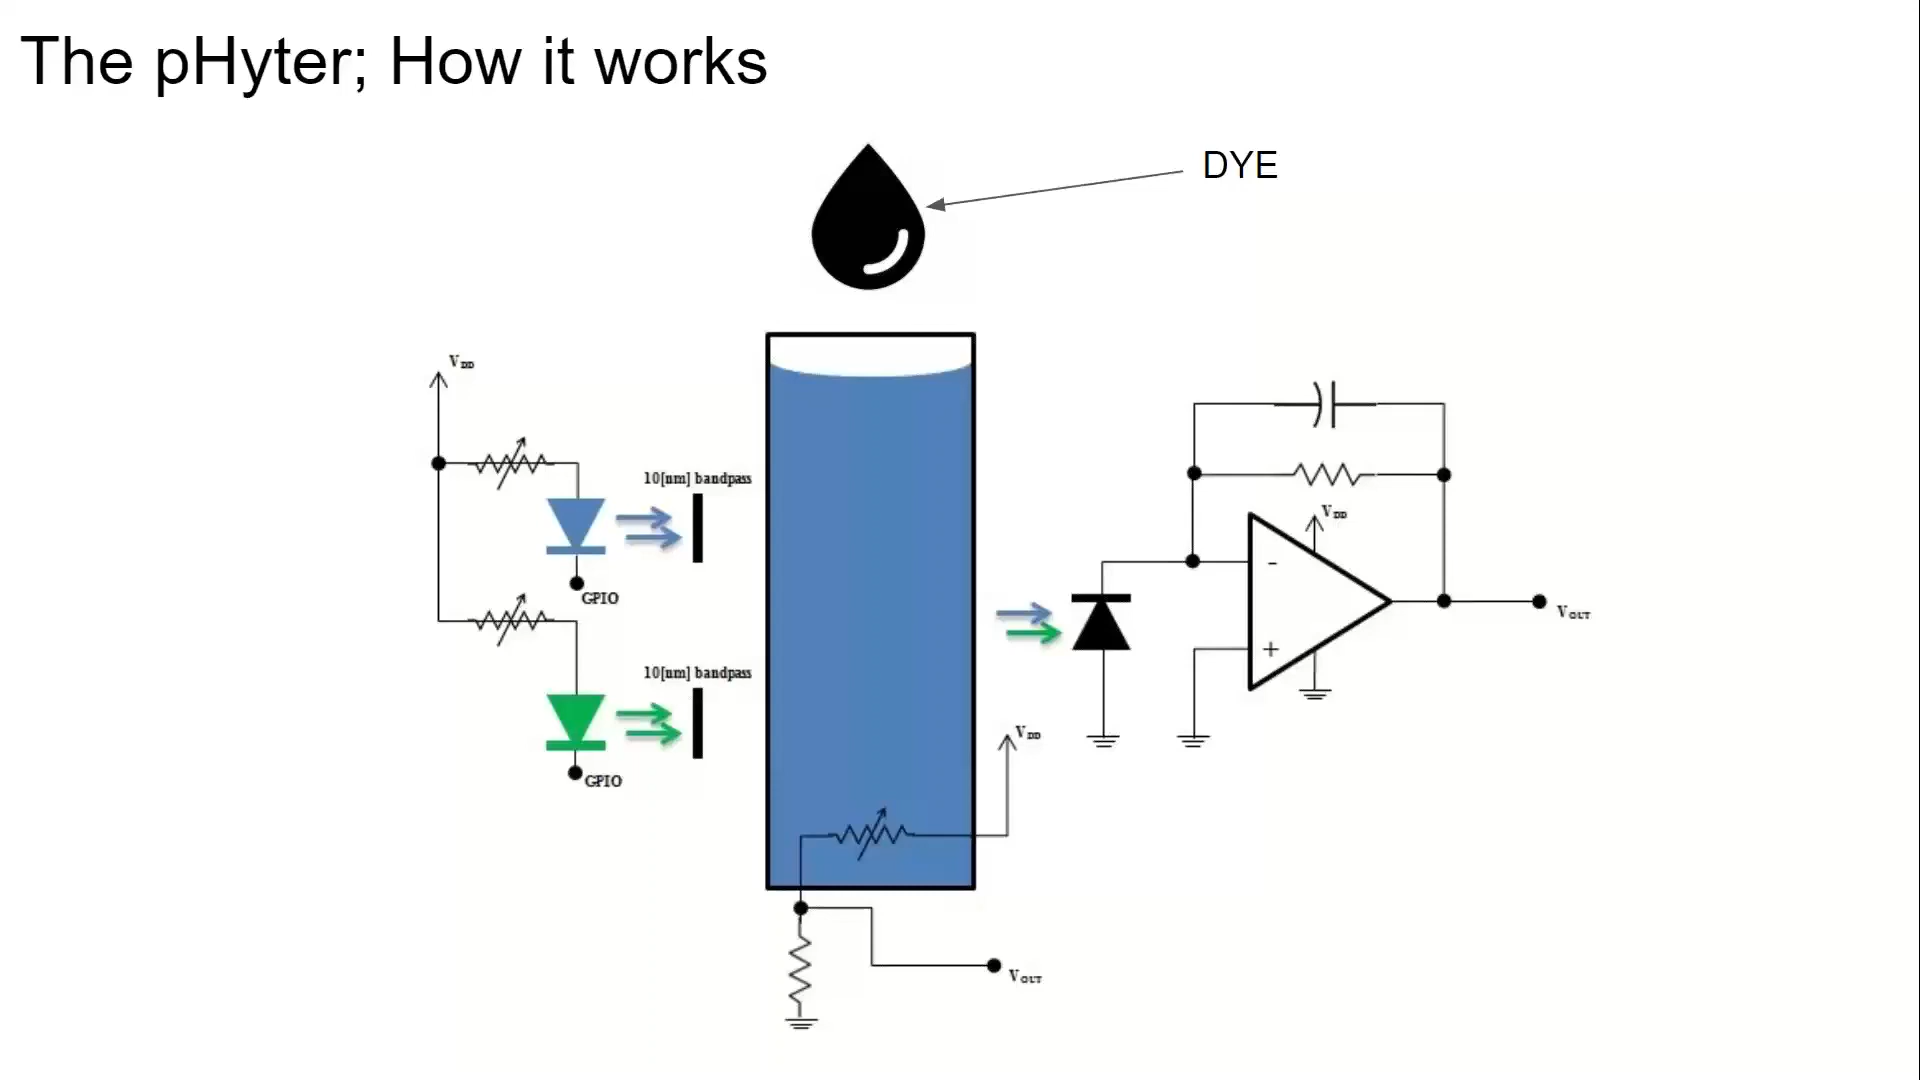 The pHyter; How it works
DYE
VDD
10[nm] bandpass
GPIO
10[nm] bandpass
GPIO
VDD
-
+
VOUT
VDD
VOUT